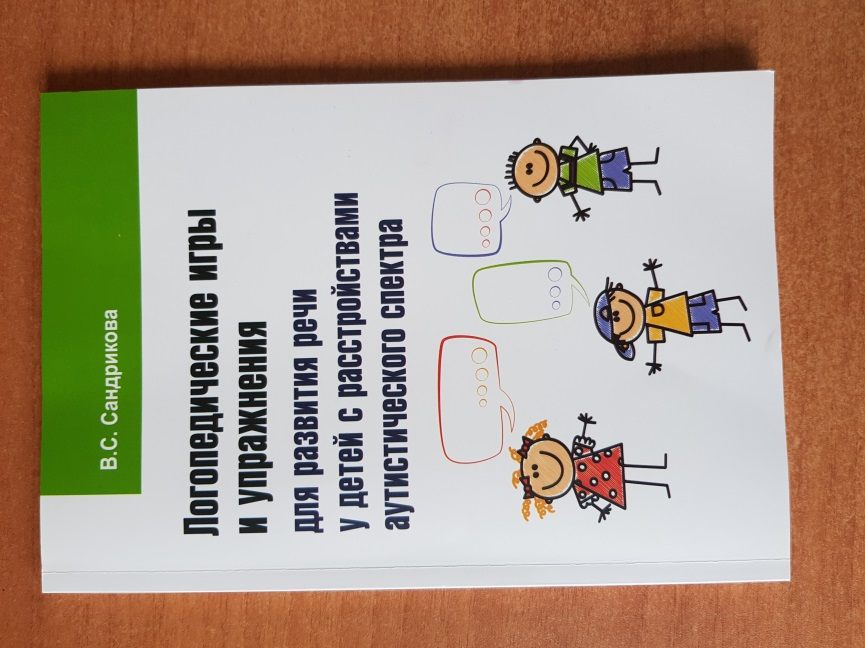 В.С. Сандрикова
Логопедические игры
и упражнения
для развития речи
у детей с расстройствами
аутистического спектра